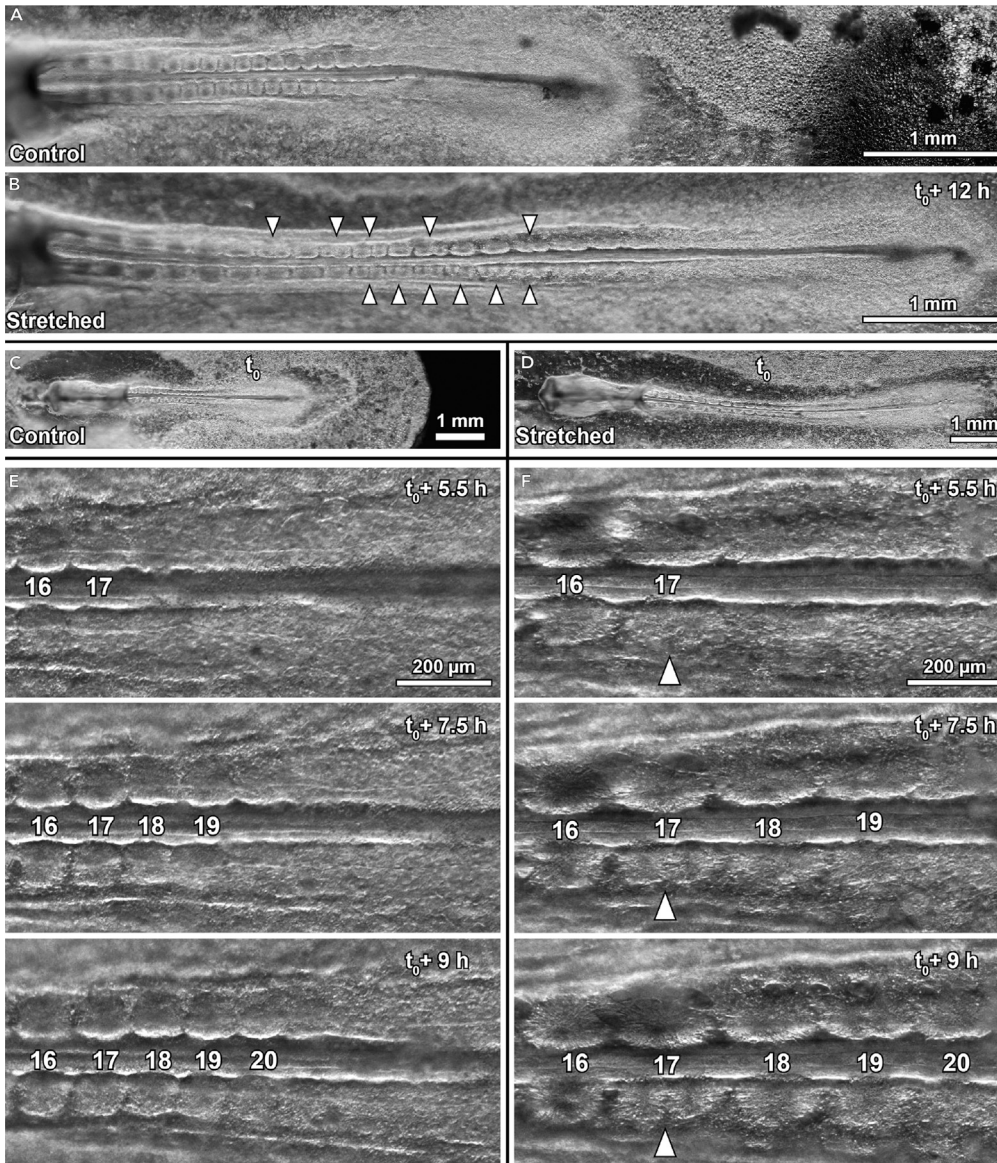 A
Control
1 mm
B
t0+ 12 h
Stretched
1 mm
C
t0
Control
1 mm
D
t0
Stretched
1 mm
E
t0+ 5.5 h
16 17
200 µm
t0+ 7.5 h
16 17 18 19
t0+ 9 h
16 17 18 19 20
F
t0+ 5.5 h
16 17
200 µm
t0+ 7.5 h
16 17 18 19
t0+ 9 h
16 17 18 19 20